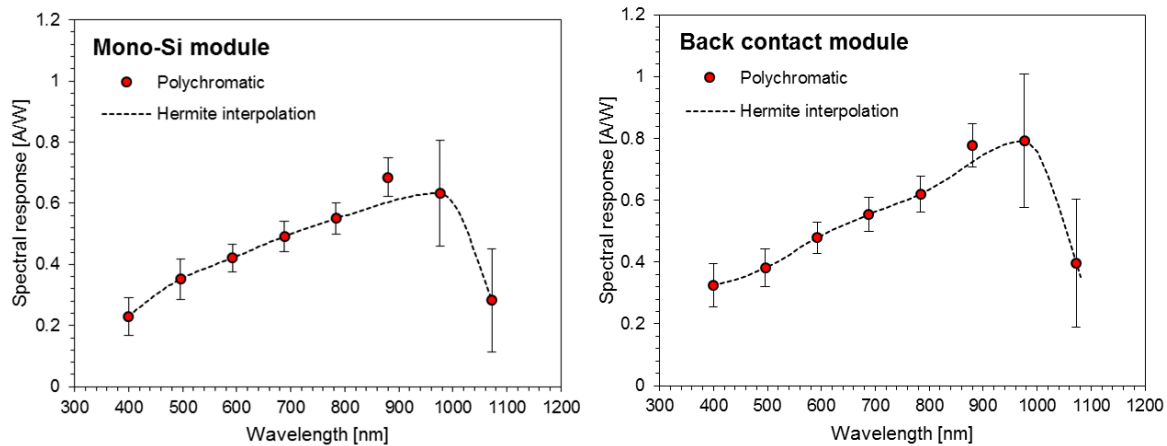 Mono-Si module
Polychromatic
Hermite interpolation
Spectral response [A/W]
1.2
1
0.8
0.6
0.4
0.2
0
300 400 500 600 700 800 900 1000 1100 1200
Wavelength [nm]
Back contact module
Polychromatic
Hermite interpolation
Spectral response [A/W]
1.2
1
0.8
0.6
0.4
0.2
0
300 400 500 600 700 800 900 1000 1100 1200
Wavelength [nm]